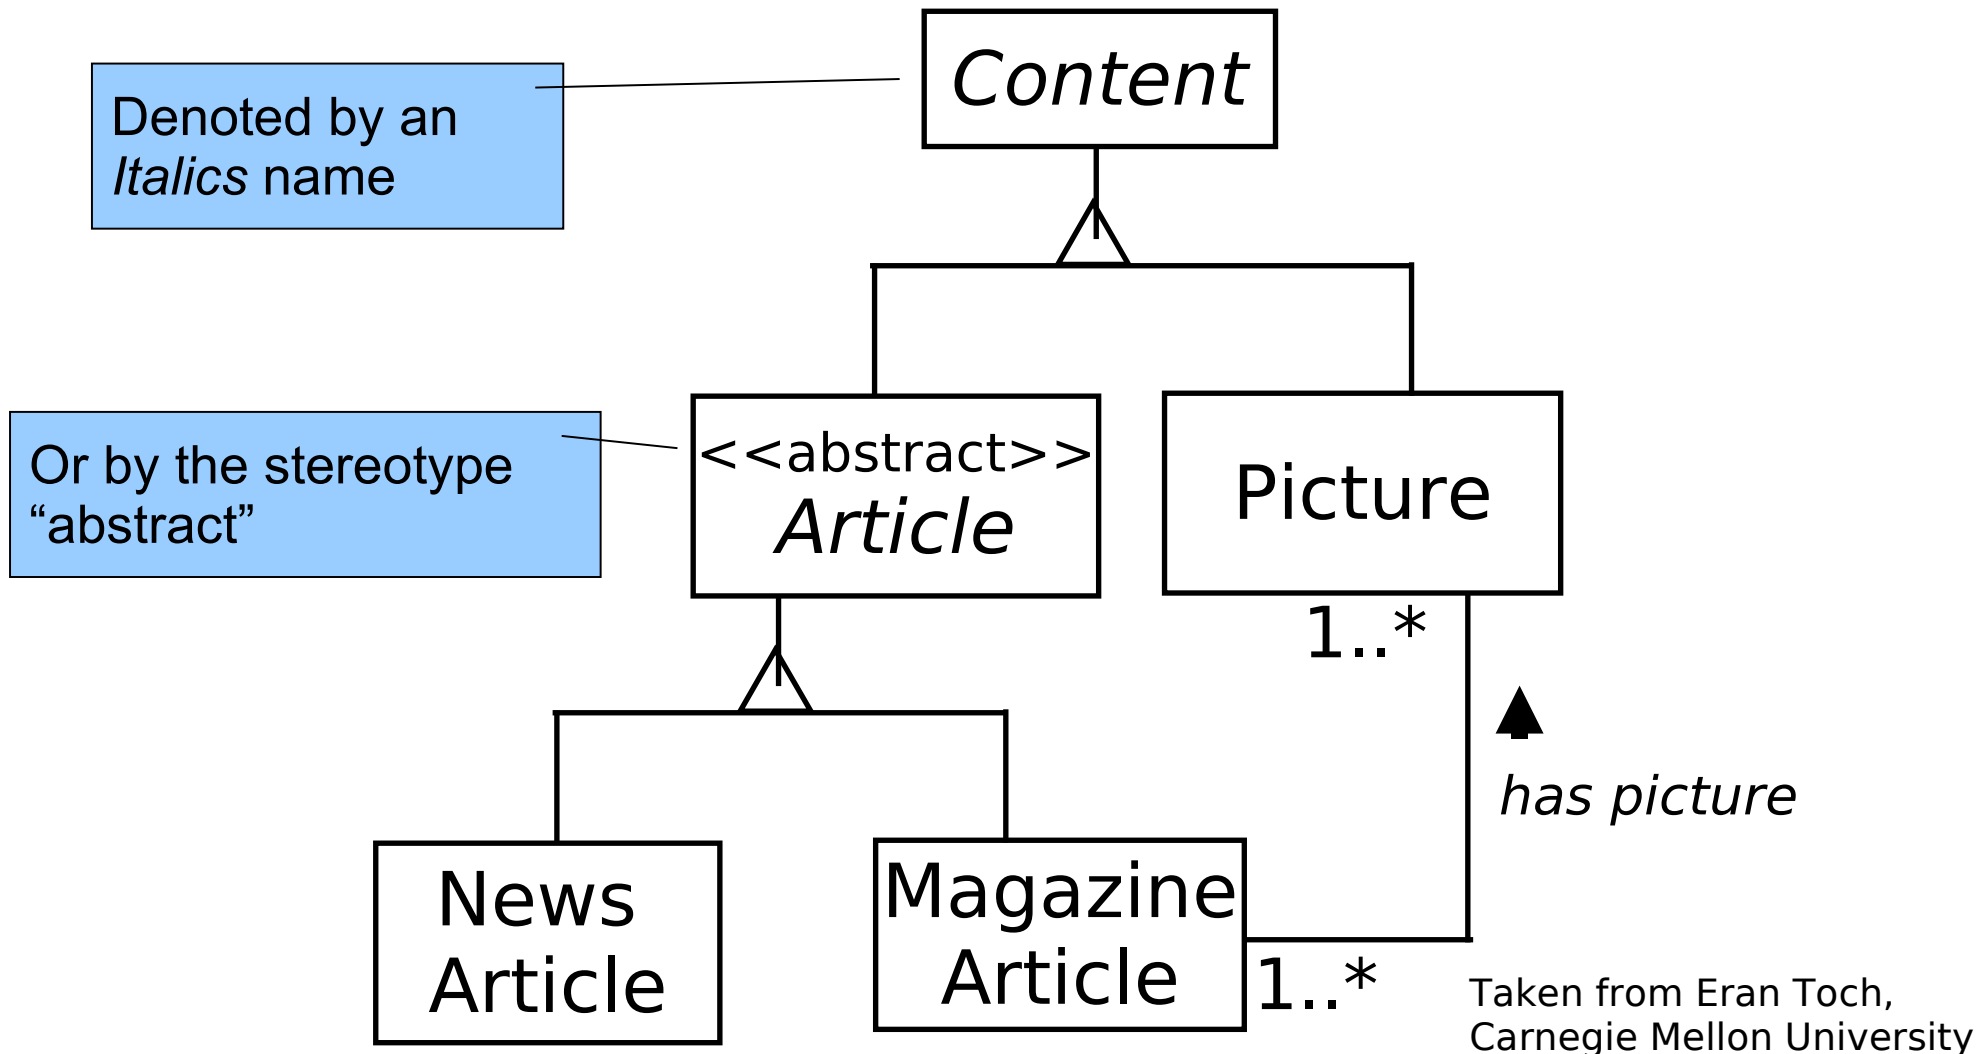 Content
Denoted by an
Italics name
Or by the stereotype
“abstract”
<<abstract>>
Article
Picture
1..*
has picture
News
Article
Magazine
Article
1..*
Taken from Eran Toch,
Carnegie Mellon University